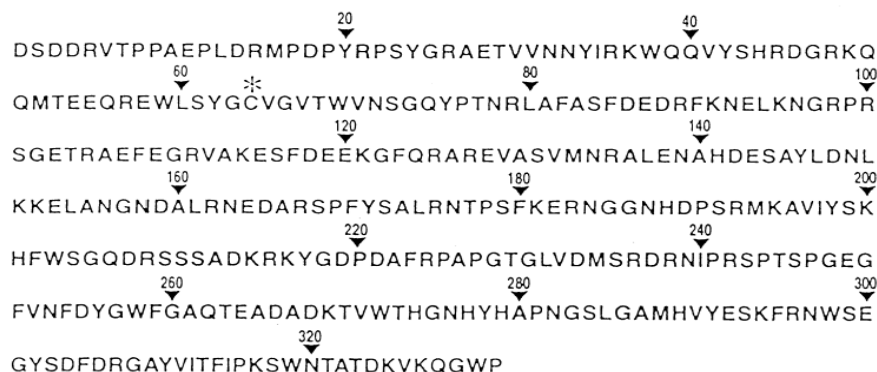 20 40
DSDDRVTPPAEPLDRMPDPYRPSYGRAETVVNNYIRKWQQVYSHRDGRKQ
60 * 80 100
QMTEEQREWLSYGCVGVTWVNSGQYPTNRLAFASFDEDRFKNELKNGRPR
120 140
SGETRAEFEGRVAKESFDEEKGFQRAREVASVMNRALENAHDESAYLDNL
160 180 200
KKELANGNDALRNEDARSPFYSALRNTPSFKERNGGNHDPSRMKAVIYSK
220 240
HFWSGQDRSSSADKRKYGDPDAFRPAPGTGLVDMSRDRNIPRSPTSPGEG
260 280 300
FVNFDYGWFGAQTEADADKTVWTHGNHYHAPNGSLGAMHVYESKFRNWSE
320
GYSDFDRGAYVITFIPKSWNTATDKVKQGWP